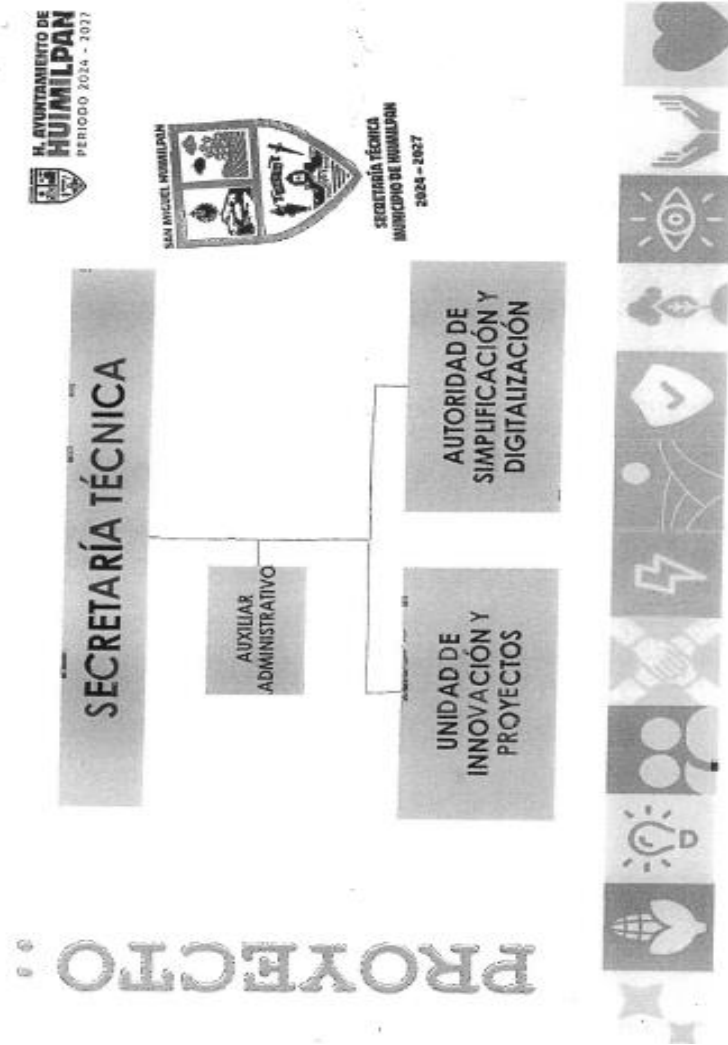 PROYECTO:
H. AYUNTAMIENTO DE
HUIMILPAN
PERIODO 2024 - 2027
SECRETARÍA TÉCNICA
SAN MIGUEL HUIMILPAN
AUXILIAR
ADMINISTRATIVO
SECRETARÍA TÉCNICA
MUNICIPIO DE HUIMILPAN
2024-2027
UNIDAD DE
INNOVACIÓN Y
PROYECTOS
AUTORIDAD DE
SIMPLIFICACIÓN Y
DIGITALIZACIÓN